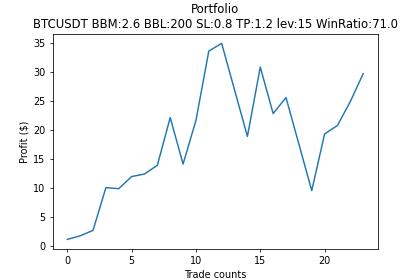 Portfolio
BTCUSDT BBM:2.6 BBL:200 SL:0.8 TP:1.2 lev:15 WinRatio:71.0
35
30
25
20
15
10
5
0
Profit ($)
0 5 10 15 20
Trade counts